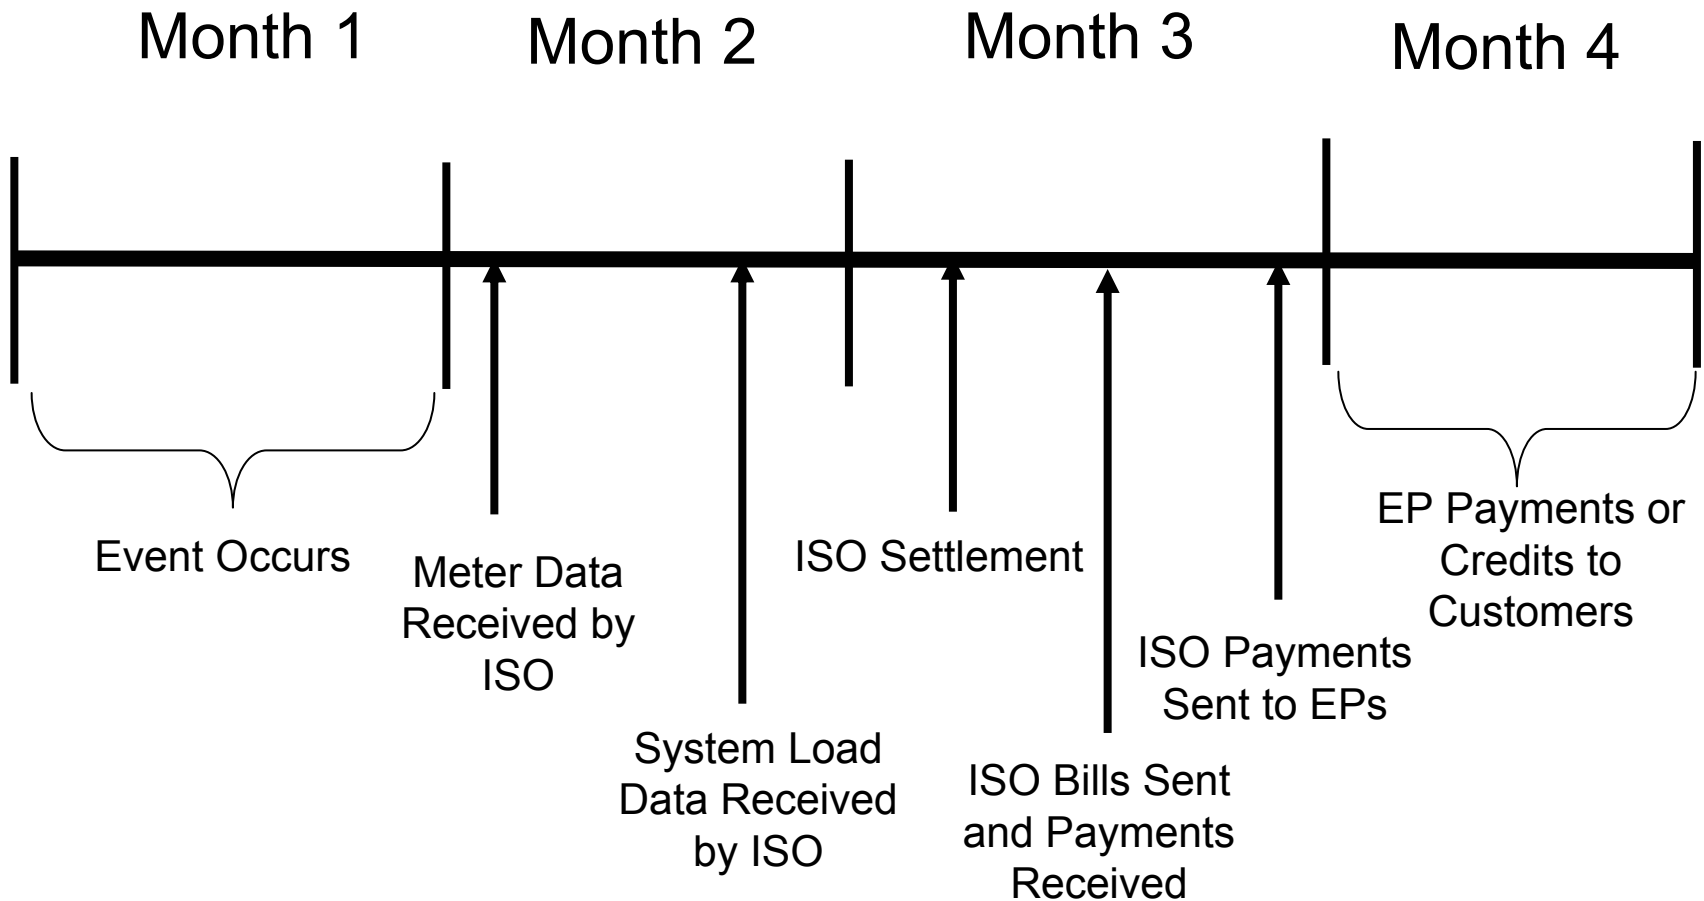 Month 1
Month 2
Month 3
Month 4
Event Occurs
Meter Data
Received by
ISO
System Load
Data Received
by ISO
ISO Settlement
ISO Bills Sent
and Payments
Received
ISO Payments
Sent to EPs
EP Payments or
Credits to
Customers